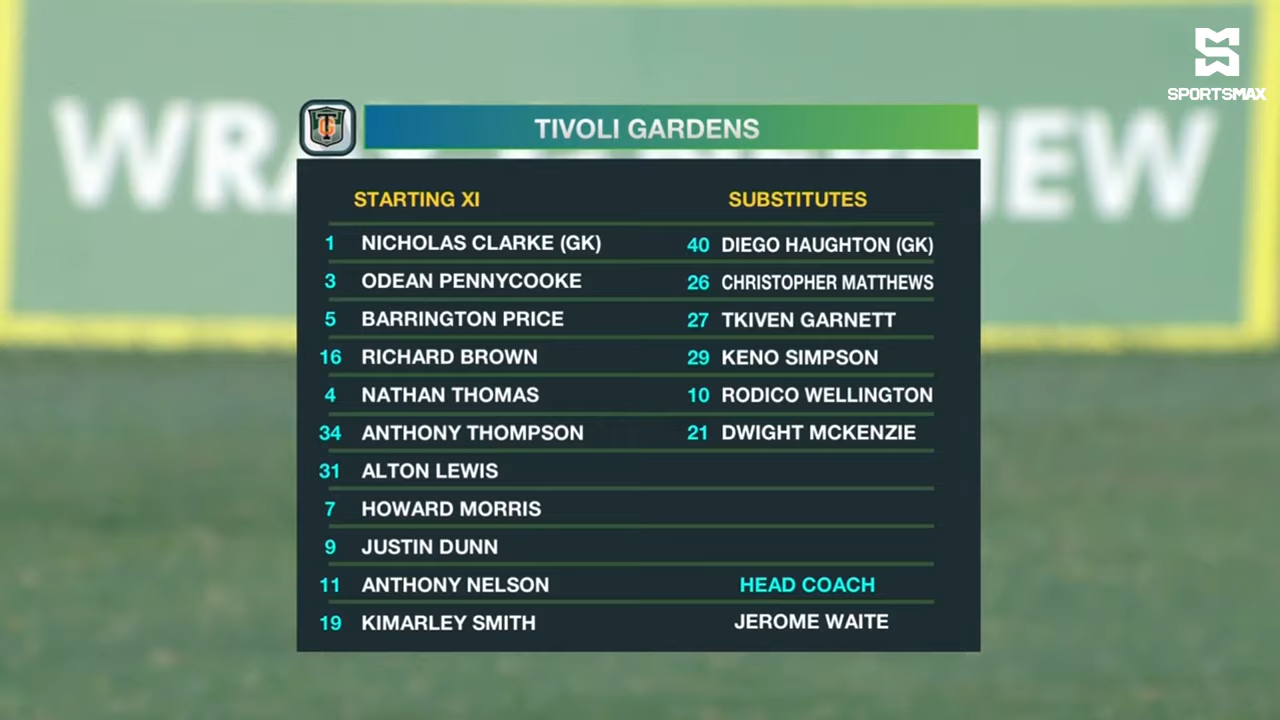 SPORTSMAX
TG
TIVOLI GARDENS
STARTING XI
1 NICHOLAS CLARKE (GK)
3 ODEAN PENNYCOOKE
5 BARRINGTON PRICE
16 RICHARD BROWN
4 NATHAN THOMAS
34 ANTHONY THOMPSON
31 ALTON LEWIS
7 HOWARD MORRIS
9 JUSTIN DUNN
11 ANTHONY NELSON
19 KIMARLEY SMITH
SUBSTITUTES
40 DIEGO HAUGHTON (GK)
26 CHRISTOPHER MATTHEWS
27 TKIVEN GARNETT
29 KENO SIMPSON
10 RODICO WELLINGTON
21 DWIGHT MCKENZIE
HEAD COACH
JEROME WAITE